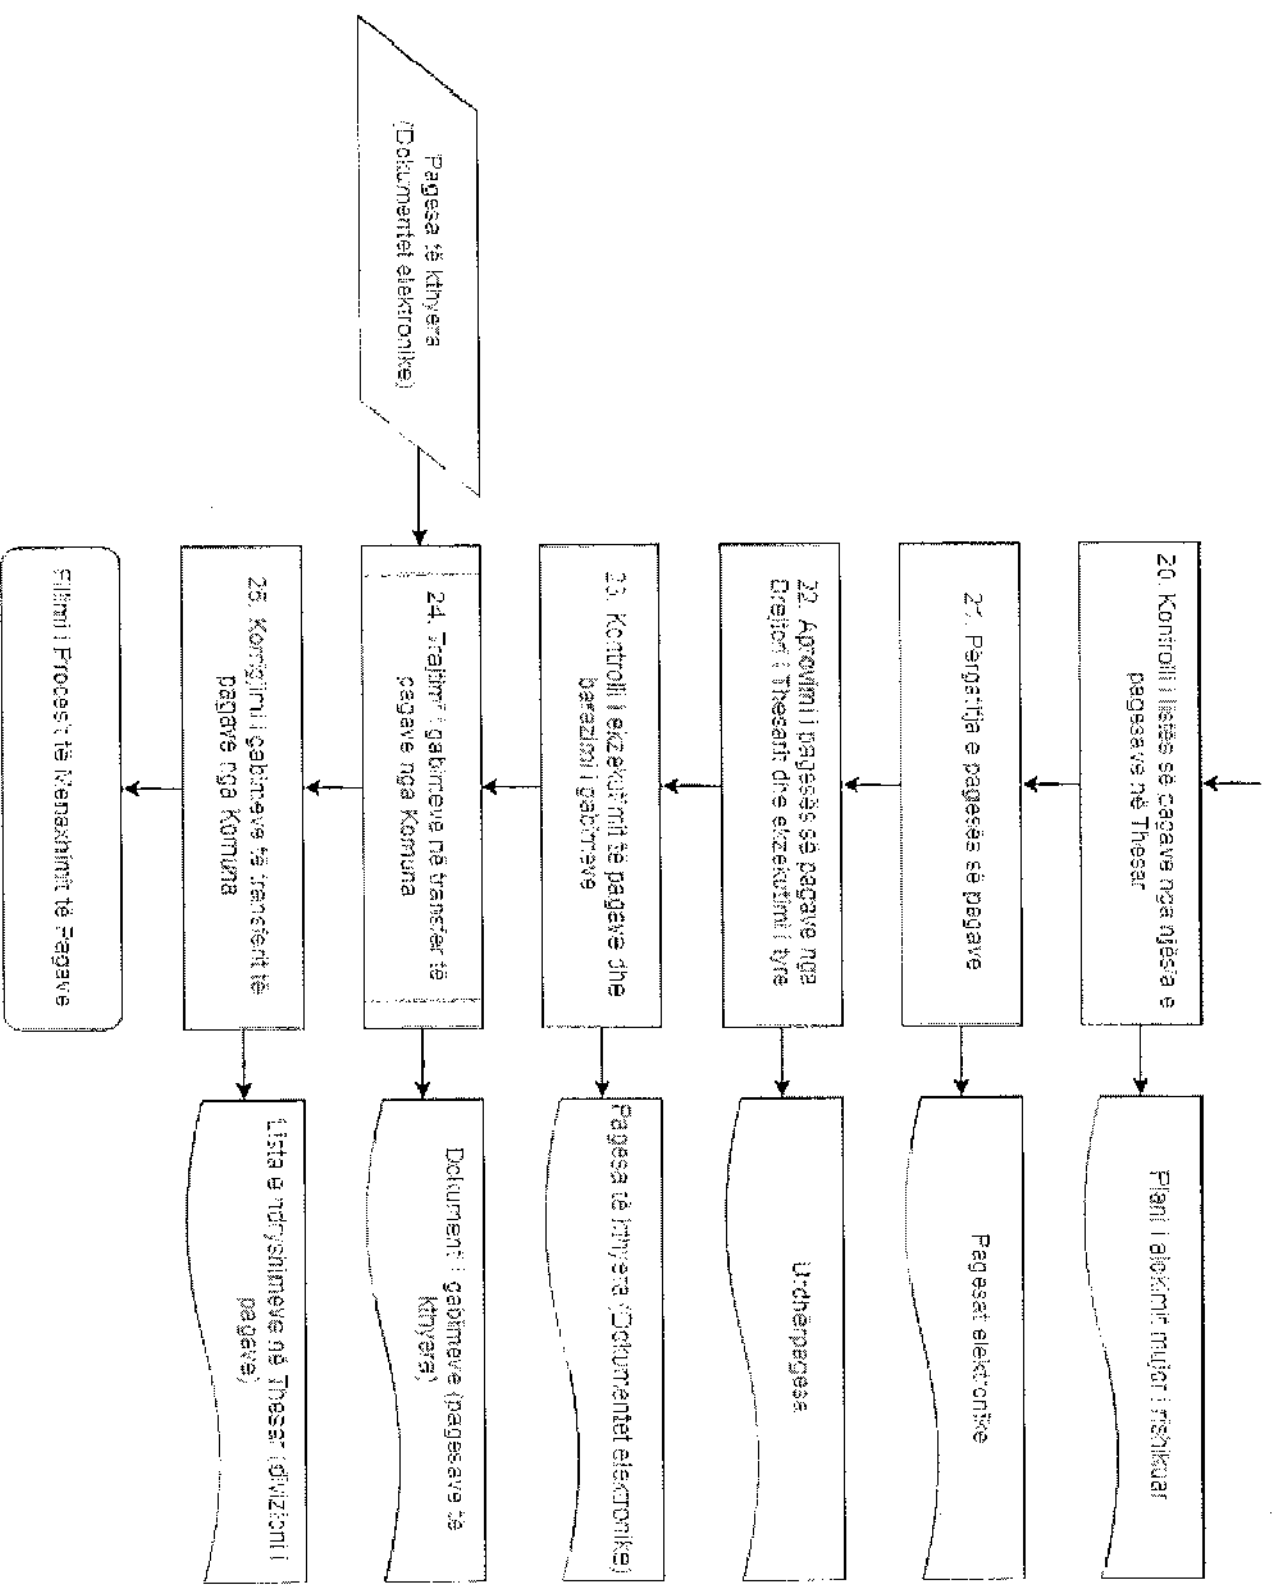 20. Kontrolli i listës së pagave nga njësia e
pagesave në Thesar
Plani i alokimit mujor i rishikuar
21. Përgatitja e pagesës së pagave
Pagesat elektronike
22. Aprovimi i pagesës së pagave nga
Drejtori i Thesarit dhe ekzekutimi i tyre
Urdhërpagesa
23. Kontrolli i ekzekutimit të pagave dhe
barazimi i gabimeve
Pagesa të kthyera (Dokumentet elektronike)
Pagesa të kthyera
(Dokumentet elektronike)
24. Trajtimi i gabimeve në transfer të
pagave nga Komuna
Dokumenti i gabimeve (pagesave të
kthyera)
25. Korrigjimi i gabimeve të transferit të
pagave nga Komuna
Lista e ndryshimeve në Thesar (divizioni i
pagave)
Fillimi i Procesit të Menaxhimit të Pagave